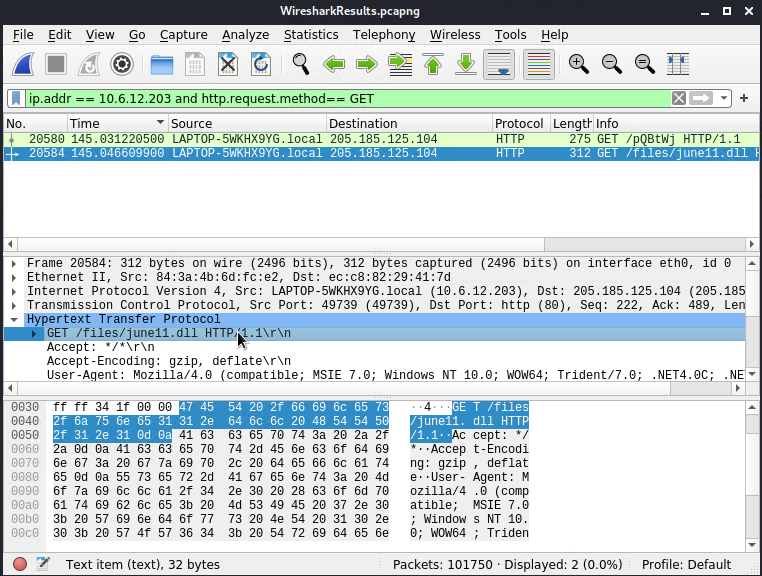 WiresharkResults.pcapng
File Edit View Go Capture Analyze Statistics Telephony Wireless Tools Help
ip.addr == 10.6.12.203 and http.request.method== GET
No. Time Source Destination Protocol Length Info
20580 145.031220500 LAPTOP-5WKHX9YG.local 205.185.125.104 HTTP 275 GET /pQBtWj HTTP/1.1
20584 145.046609900 LAPTOP-5WKHX9YG.local 205.185.125.104 HTTP 312 GET /files/june11.dll H
Frame 20584: 312 bytes on wire (2496 bits), 312 bytes captured (2496 bits) on interface eth0, id 0
Ethernet II, Src: 84:3a:4b:6d:fc:e2, Dst: ec:c8:82:29:41:7d
Internet Protocol Version 4, Src: LAPTOP-5WKHX9YG.local (10.6.12.203), Dst: 205.185.125.104 (205.185
Transmission Control Protocol, Src Port: 49739 (49739), Dst Port: http (80), Seq: 222, Ack: 489, Len
Hypertext Transfer Protocol
GET /files/june11.dll HTTP/1.1\r\n
Accept: */*\r\n
Accept-Encoding: gzip, deflate\r\n
User-Agent: Mozilla/4.0 (compatible; MSIE 7.0; Windows NT 10.0; WOW64; Trident/7.0; .NET4.0C; .NE
0030 ff ff 34 1f 00 00 47 45 54 20 2f 66 69 6c 65 73 ··4···GE T /files
0040 2f 6a 75 6e 65 31 31 2e 64 6c 6c 20 48 54 54 50 /june11. dll HTTP
0050 2f 31 2e 31 0d 0a 41 63 63 65 70 74 3a 20 2a 2f /1.1··Ac cept: */
0060 2a 0d 0a 41 63 63 65 70 74 2d 45 6e 63 6f 64 69 *··Accep t-Encodi
0070 6e 67 3a 20 67 7a 69 70 2c 20 64 65 66 6c 61 74 ng: gzip , deflat
0080 65 0d 0a 55 73 65 72 2d 41 67 65 6e 74 3a 20 4d e··User- Agent: M
0090 6f 7a 69 6c 6c 61 2f 34 2e 30 20 28 63 6f 6d 70 ozilla/4 .0 (comp
00a0 61 74 69 62 6c 65 3b 20 4d 53 49 45 20 37 2e 30 atible; MSIE 7.0
00b0 3b 20 57 69 6e 64 6f 77 73 20 4e 54 20 31 30 2e ; Window s NT 10.
00c0 30 3b 20 57 4f 57 36 34 3b 20 54 72 69 64 65 6e 0; WOW64 ; Triden
Text item (text), 32 bytes Packets: 101750 · Displayed: 2 (0.0%) Profile: Default